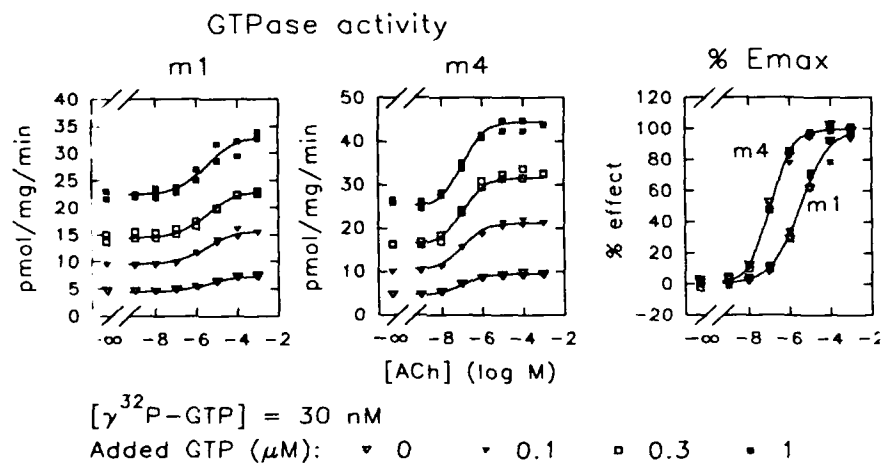 GTPase activity
m1
m4
% Emax
pmol/mg/min
40
35
30
25
20
15
10
5
0
-∞ -8 -6 -4 -2
pmol/mg/min
50
40
30
20
10
0
-∞ -8 -6 -4 -2
% effect
120
100
80
60
40
20
0
-20
m4
m1
-∞ -8 -6 -4 -2
[ACh] (log M)
[γ³²P-GTP] = 30 nM
Added GTP (μM): ▿ 0 ▾ 0.1 ▫ 0.3 ▪ 1